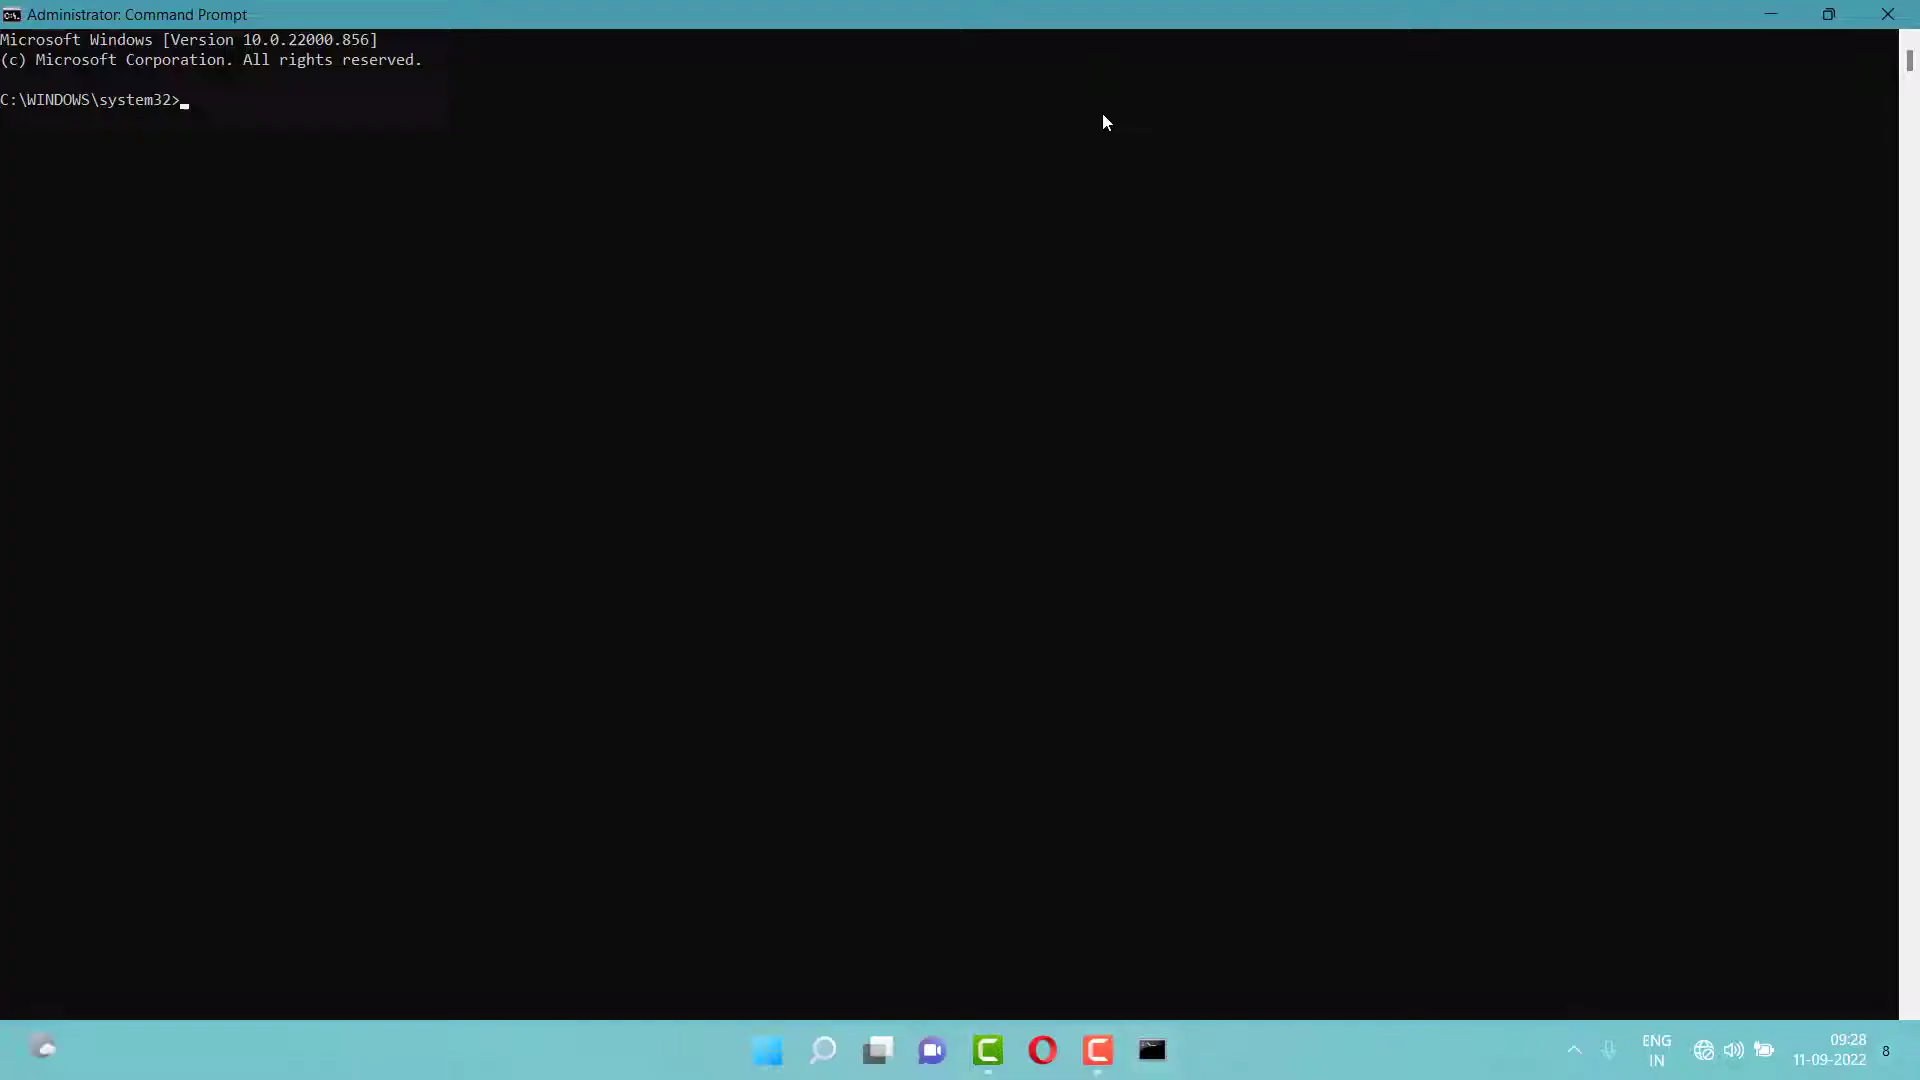 Administrator: Command Prompt
Microsoft Windows [Version 10.0.22000.856]
(c) Microsoft Corporation. All rights reserved.
C:\WINDOWS\system32>
ENG
IN
09:28
11-09-2022
8